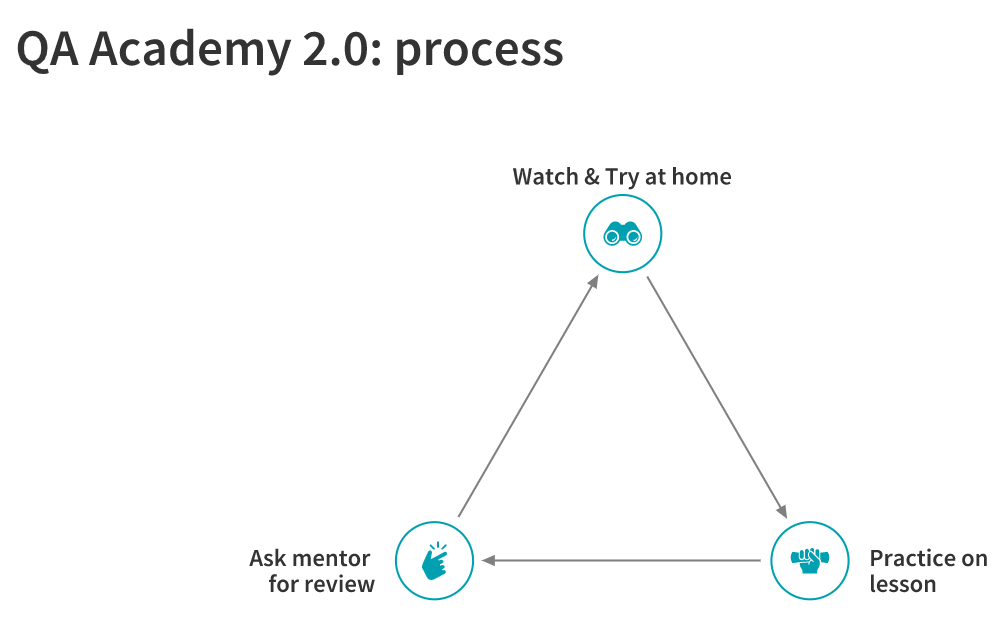 QA Academy 2.0: process
Watch & Try at home
Ask mentor
for review
Practice on
lesson